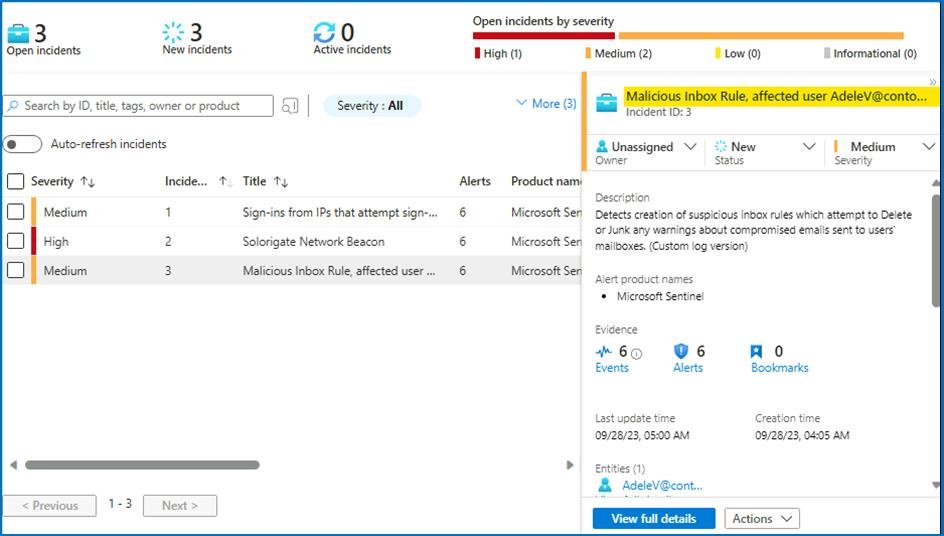 3
Open incidents
3
New incidents
0
Active incidents
Open incidents by severity
High (1)
Medium (2)
Low (0)
Informational (0)
Search by ID, title, tags, owner or product
Severity : All
More (3)
Auto-refresh incidents
Severity Incide... Title Alerts Product name
Medium 1 Sign-ins from IPs that attempt sign-... 6 Microsoft Sen
High 2 Solorigate Network Beacon 6 Microsoft Sen
Medium 3 Malicious Inbox Rule, affected user ... 6 Microsoft Sen
< Previous 1 - 3 Next >
Malicious Inbox Rule, affected user AdeleV@conto...
Incident ID: 3
Unassigned
Owner
New
Status
Medium
Severity
Description
Detects creation of suspicious inbox rules which attempt to Delete
or Junk any warnings about compromised emails sent to users'
mailboxes. (Custom log version)
Alert product names
• Microsoft Sentinel
Evidence
6
Events
6
Alerts
0
Bookmarks
Last update time
09/28/23, 05:00 AM
Creation time
09/28/23, 04:05 AM
Entities (1)
AdeleV@cont...
View full details
Actions